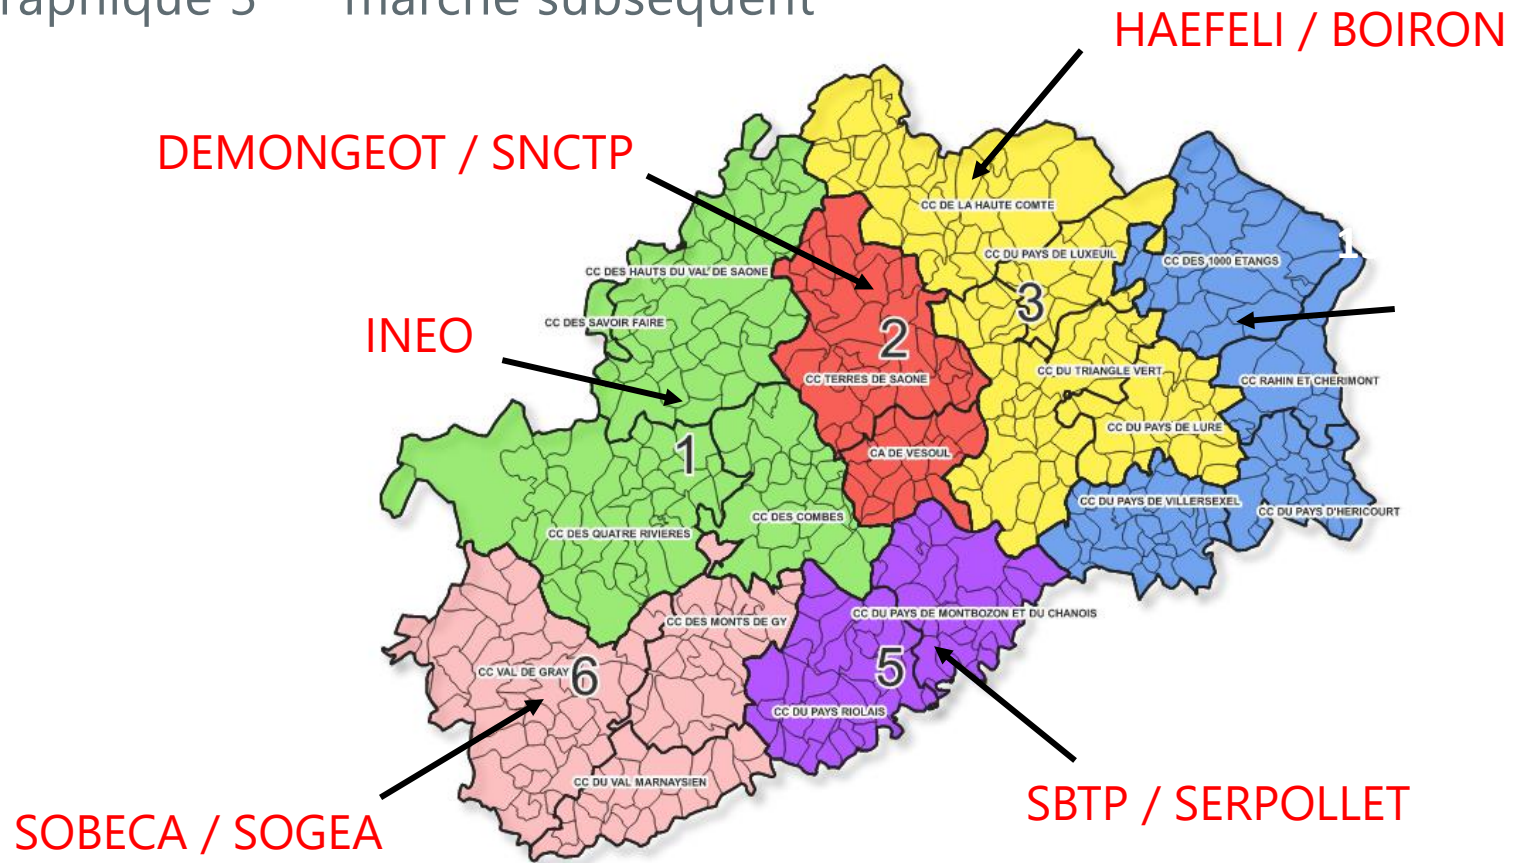 raphique 3 marché subséquent
HAEFELI / BOIRON
DEMONGEOT / SNCTP
CC DE LA HAUTE COMTE
1
CC DU PAYS DE LUXEUIL
CC DES 1000 ETANGS
CC DES HAUTS DU VAL DE SAONE
3
CC DES SAVOIR FAIRE
INEO
2
CC DU TRIANGLE VERT
CC TERRES DE SAONE
CC RAHIN ET CHERIMONT
CC DU PAYS DE LURE
1
CA DE VESOUL
CC DU PAYS DE VILLERSEXEL
CC DU PAYS D'HERICOURT
CC DES COMBES
CC DES QUATRE RIVIERES
CC DU PAYS DE MONTBOZON ET DU CHANOIS
CC DES MONTS DE GY
5
CC VAL DE GRAY
6
CC DU PAYS RIOLAIS
CC DU VAL MARNAYSIEN
SBTP / SERPOLLET
SOBECA / SOGEA